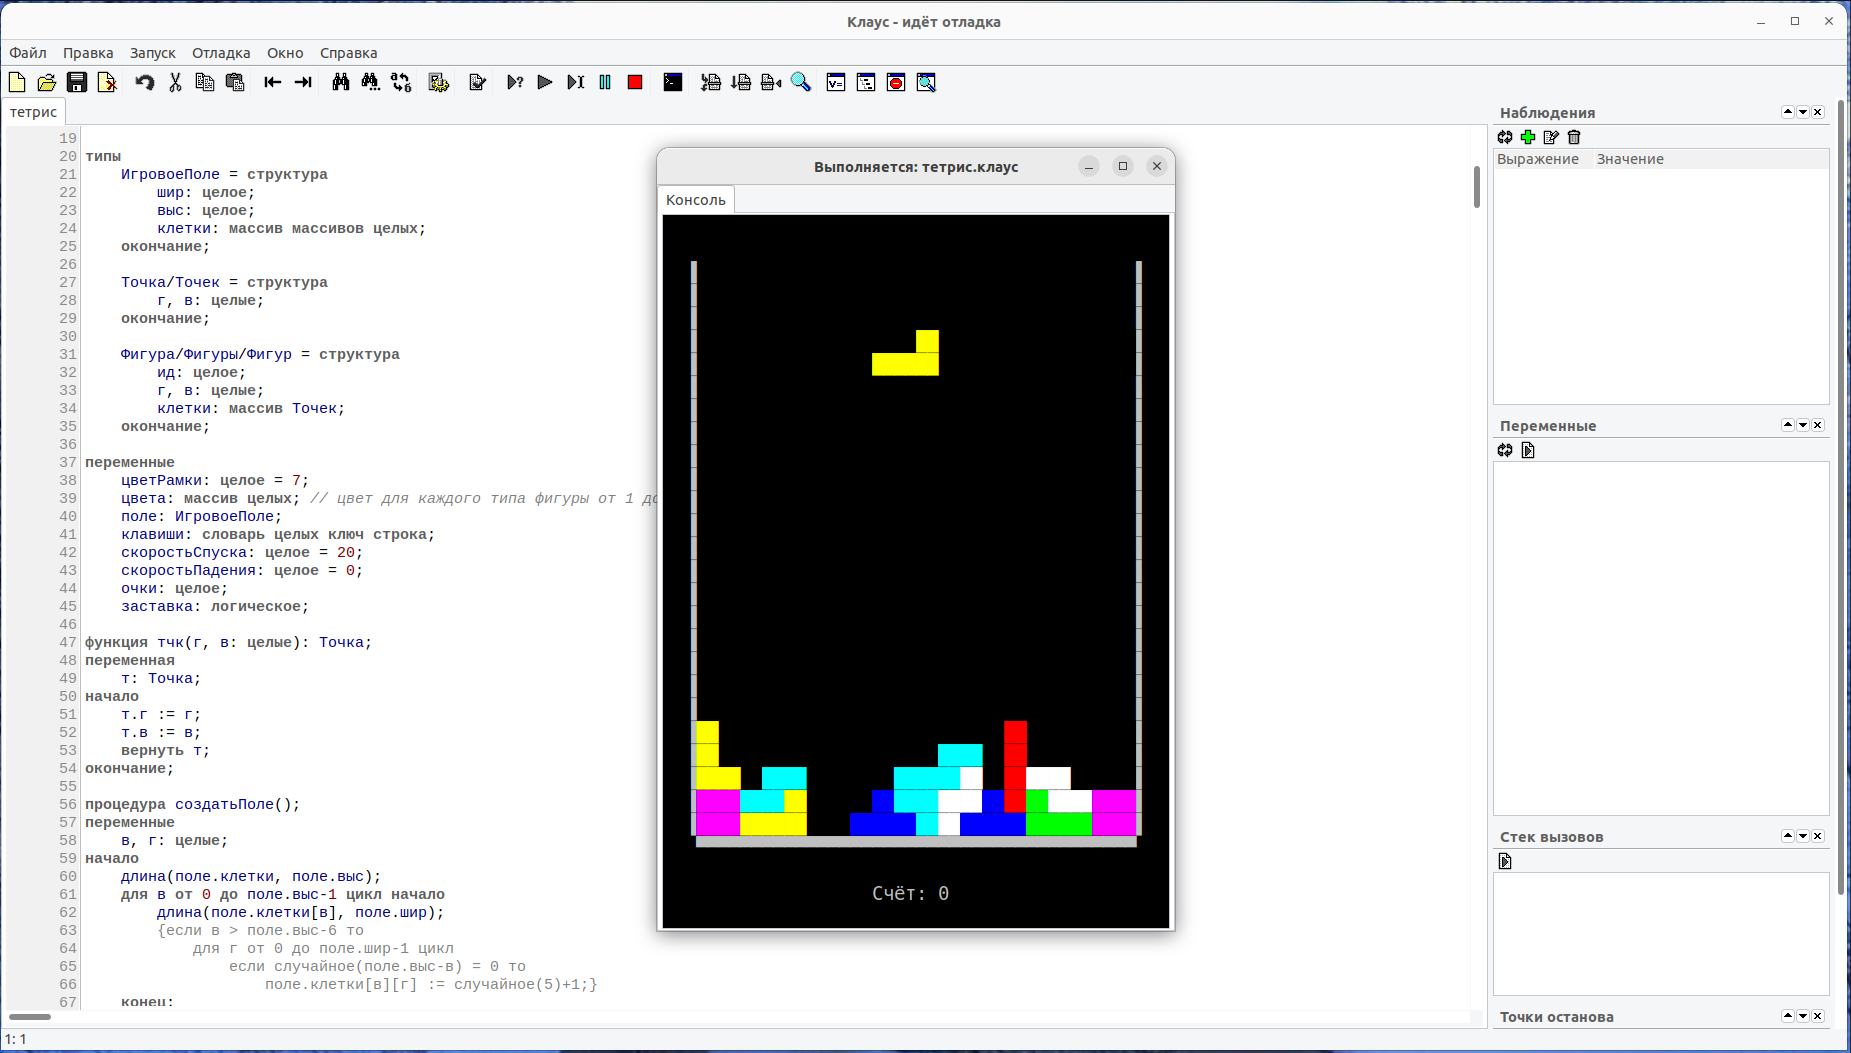 Клаус - идёт отладка
Файл Правка Запуск Отладка Окно Справка
тетрис
19
20 типы
21 ИгровоеПоле = структура
22 шир: целое;
23 выс: целое;
24 клетки: массив массивов целых;
25 окончание;
26
27 Точка/Точек = структура
28 г, в: целые;
29 окончание;
30
31 Фигура/Фигуры/Фигур = структура
32 ид: целое;
33 г, в: целые;
34 клетки: массив Точек;
35 окончание;
36
37 переменные
38 цветРамки: целое = 7;
39 цвета: массив целых; // цвет для каждого типа фигуры от 1 до
40 поле: ИгровоеПоле;
41 клавиши: словарь целых ключ строка;
42 скоростьСпуска: целое = 20;
43 скоростьПадения: целое = 0;
44 очки: целое;
45 заставка: логическое;
46
47 функция тчк(г, в: целые): Точка;
48 переменная
49 т: Точка;
50 начало
51 т.г := г;
52 т.в := в;
53 вернуть т;
54 окончание;
55
56 процедура создатьПоле();
57 переменные
58 в, г: целые;
59 начало
60 длина(поле.клетки, поле.выс);
61 для в от 0 до поле.выс-1 цикл начало
62 длина(поле.клетки[в], поле.шир);
63 {если в > поле.выс-6 то
64 для г от 0 до поле.шир-1 цикл
65 если случайное(поле.выс-в) = 0 то
66 поле.клетки[в][г] := случайное(5)+1;}
67 конец;
1: 1
Выполняется: тетрис.клаус
Консоль
Счёт: 0
Наблюдения
Выражение Значение
Переменные
Стек вызовов
Точки останова